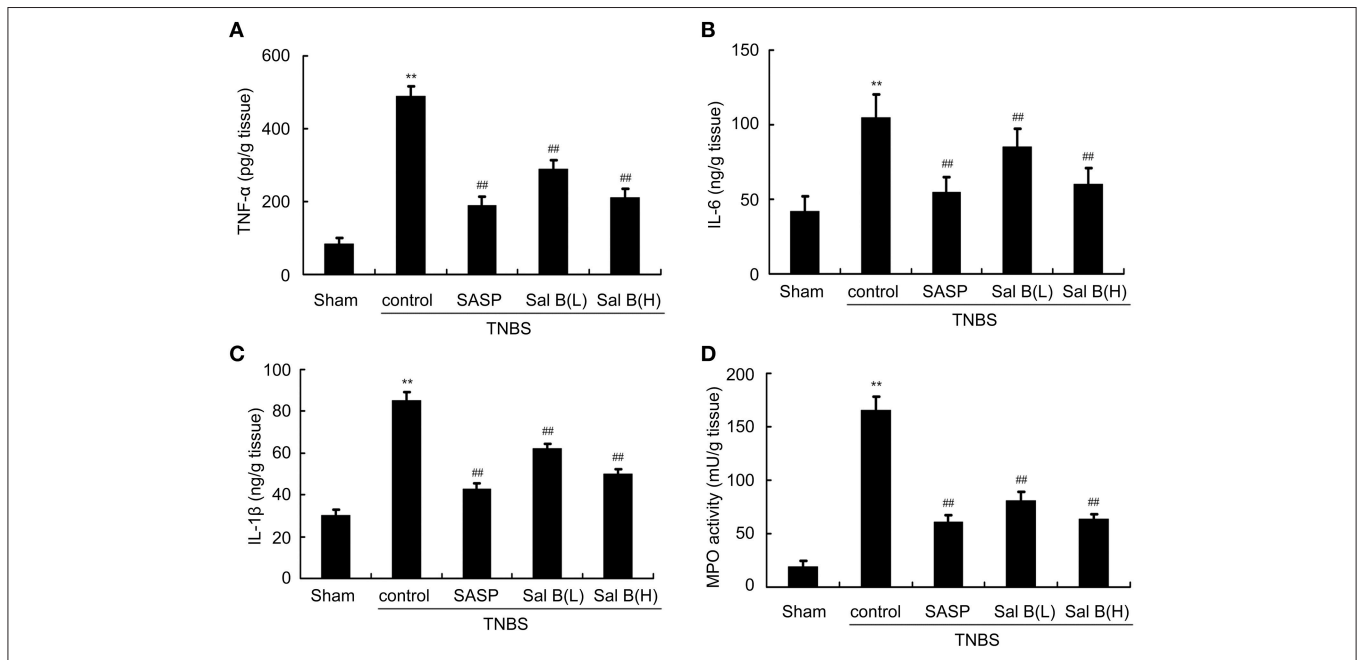 A
TNF-α (pg/g tissue)
600
400
200
0
**
##
##
##
Sham control SASP Sal B(L) Sal B(H)
TNBS
B
IL-6 (ng/g tissue)
150
100
50
0
**
##
##
##
Sham control SASP Sal B(L) Sal B(H)
TNBS
C
IL-1β (ng/g tissue)
100
80
60
40
20
0
**
##
##
##
Sham control SASP Sal B(L) Sal B(H)
TNBS
D
MPO activity (mU/g tissue)
200
150
100
50
0
**
##
##
##
Sham control SASP Sal B(L) Sal B(H)
TNBS